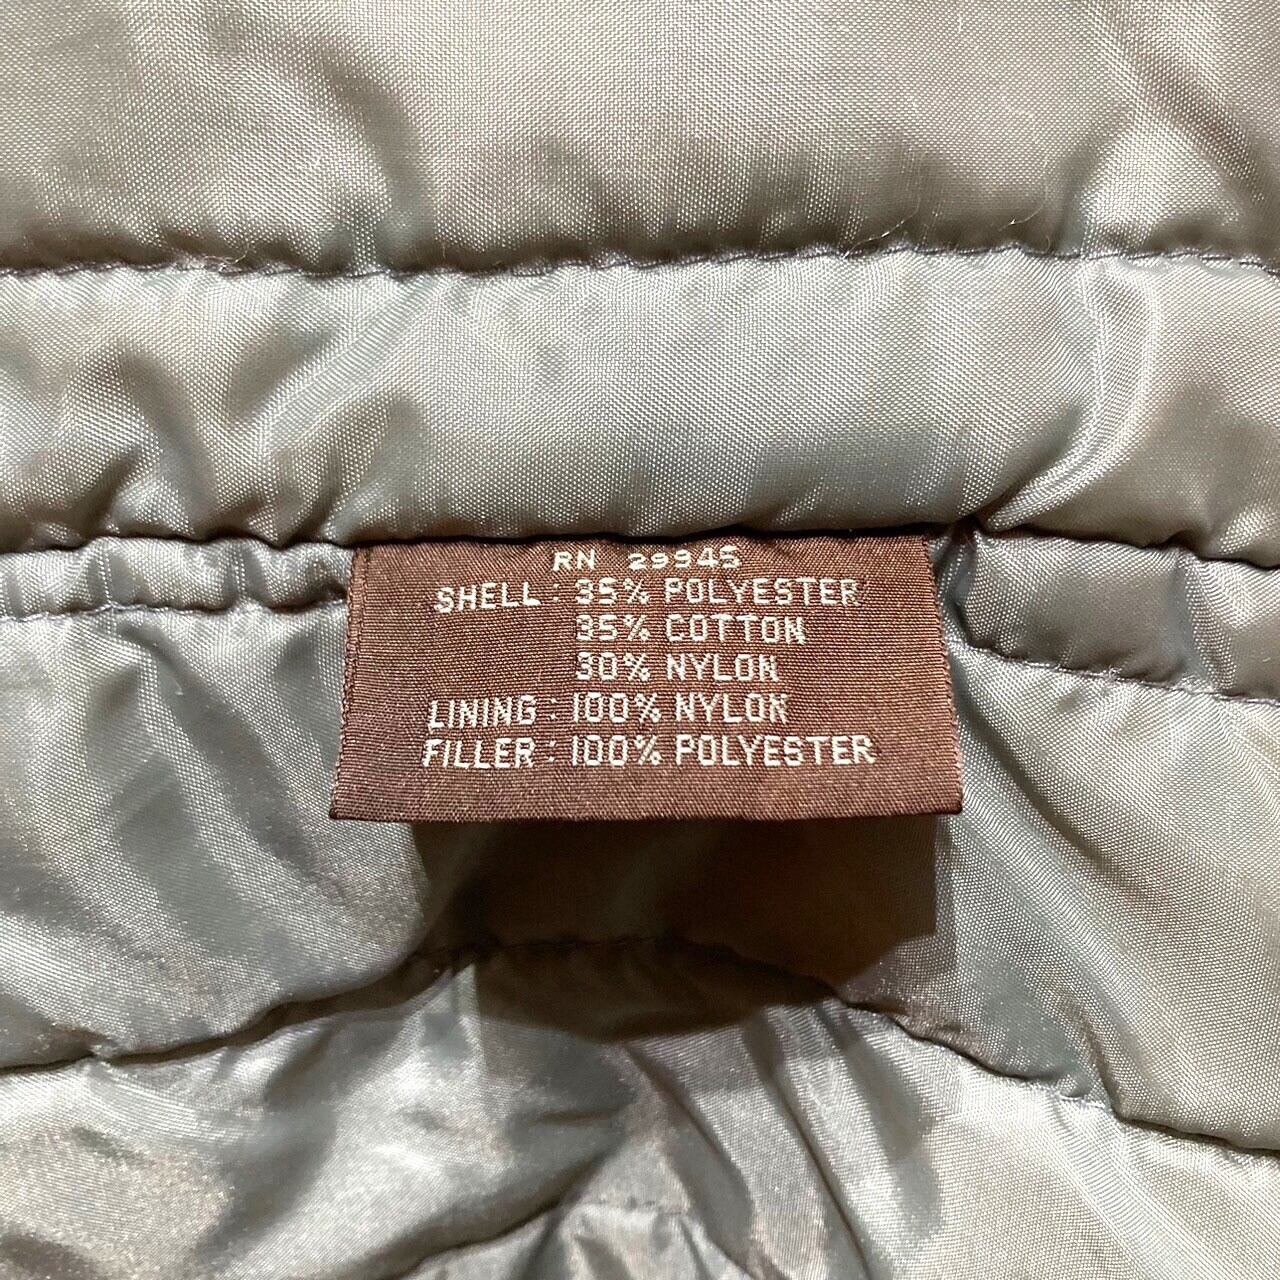 RN 29945
SHELL : 35% POLYESTER
35% COTTON
30% NYLON
LINING : 100% NYLON
FILLER : 100% POLYESTER